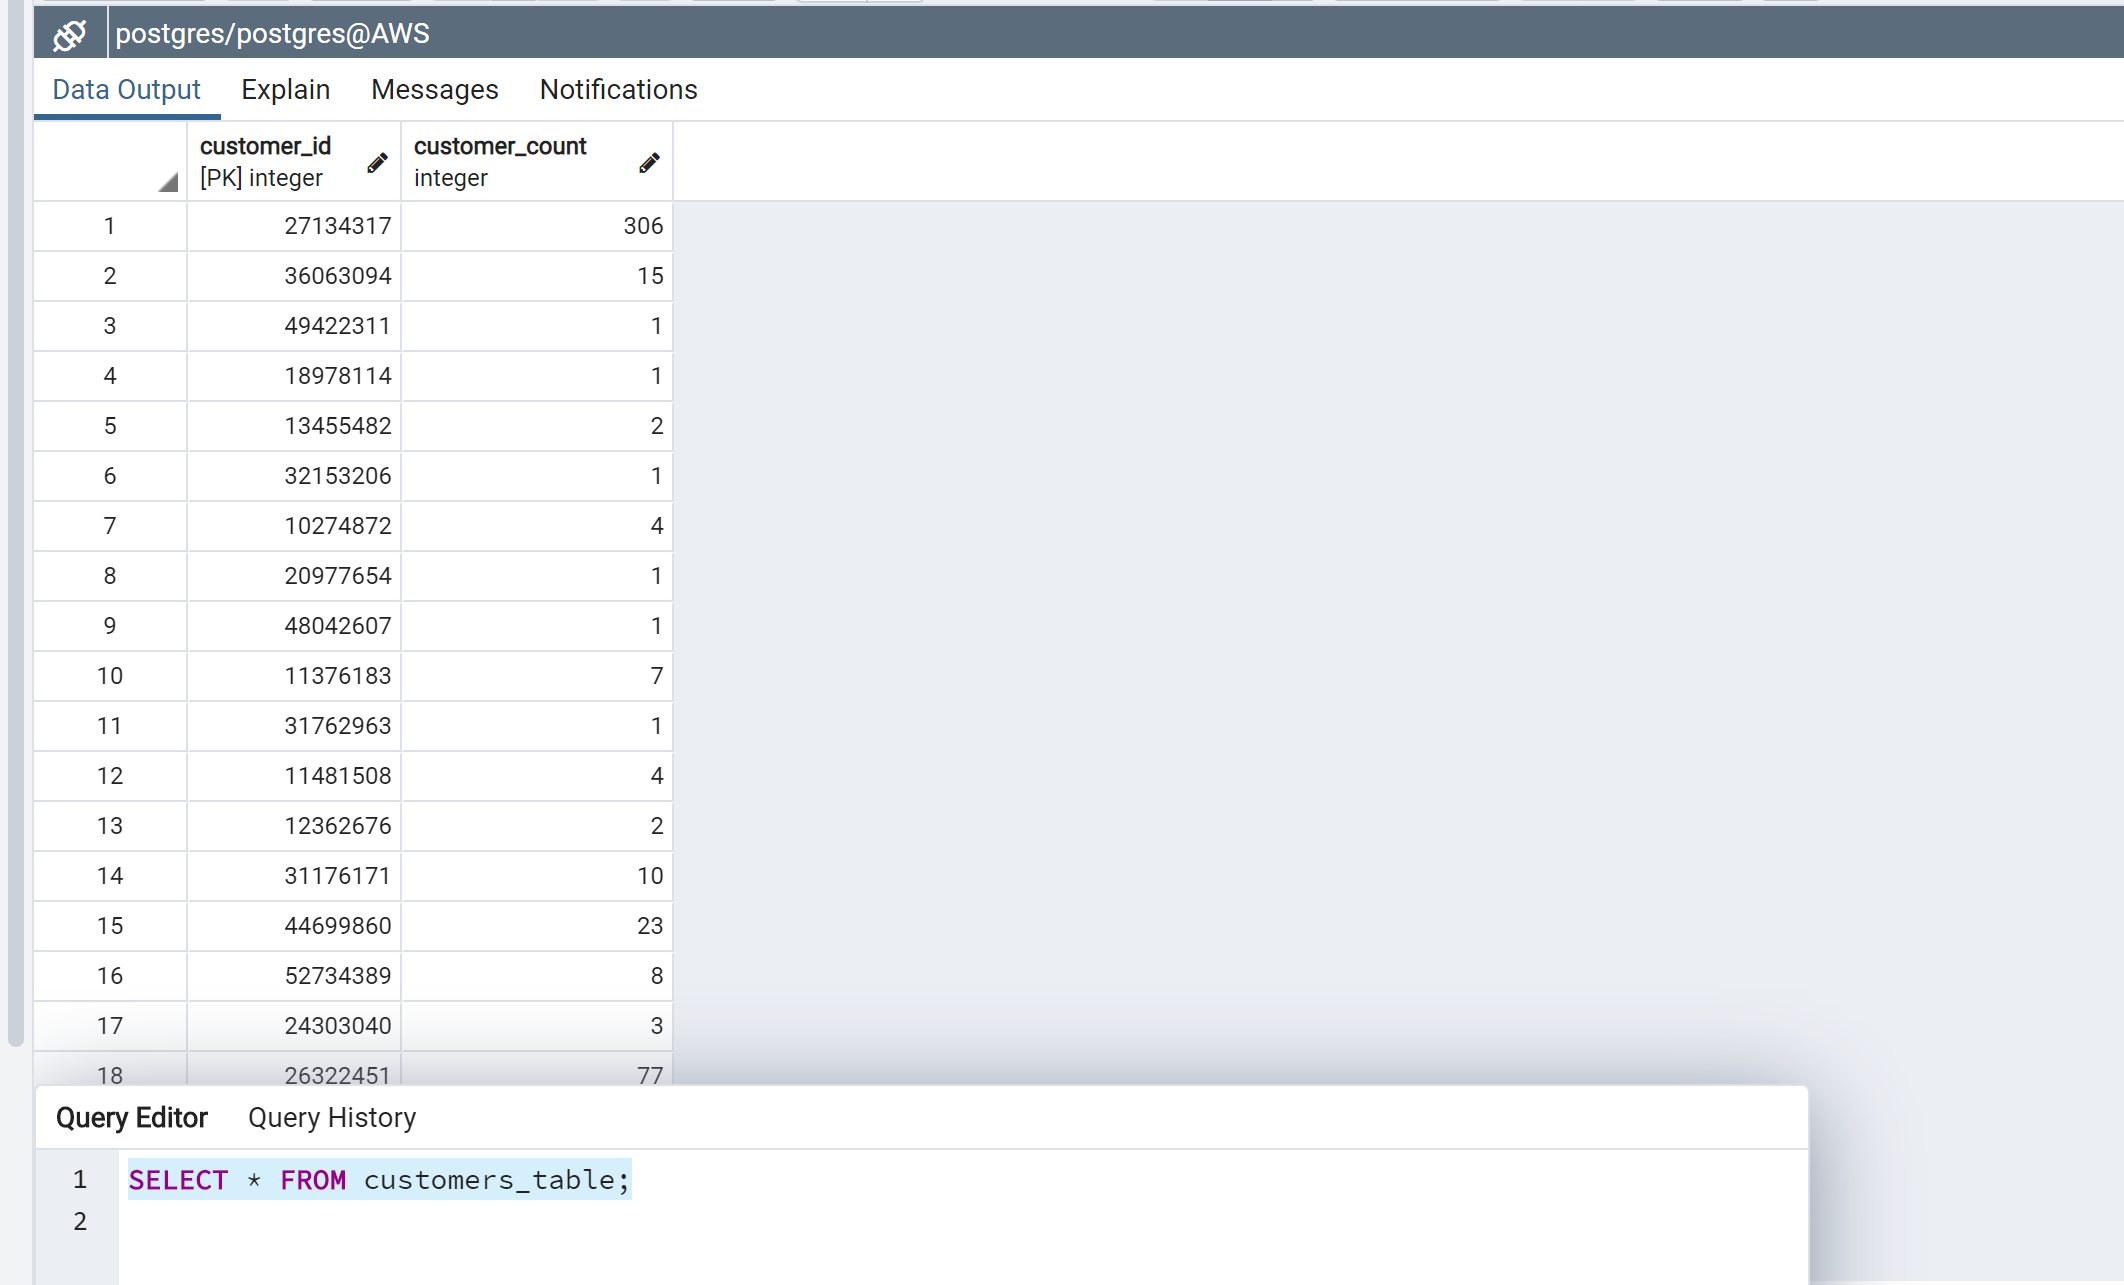 postgres/postgres@AWS
Data Output Explain Messages Notifications
customer_id customer_count
[PK] integer integer
1 27134317 306
2 36063094 15
3 49422311 1
4 18978114 1
5 13455482 2
6 32153206 1
7 10274872 4
8 20977654 1
9 48042607 1
10 11376183 7
11 31762963 1
12 11481508 4
13 12362676 2
14 31176171 10
15 44699860 23
16 52734389 8
17 24303040 3
18 26322451 77
Query Editor Query History
1 SELECT * FROM customers_table;
2